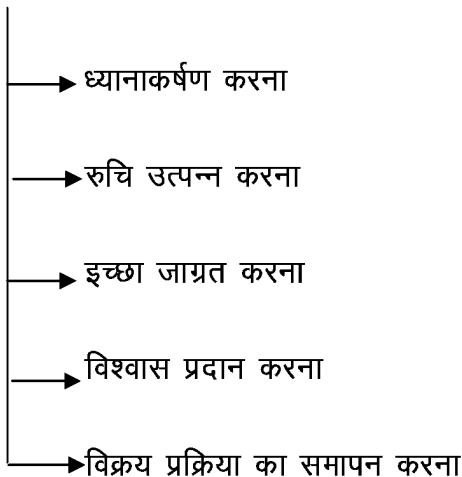 ध्यानाकर्षण करना
रुचि उत्पन्न करना
इच्छा जाग्रत करना
विश्वास प्रदान करना
विक्रय प्रक्रिया का समापन करना